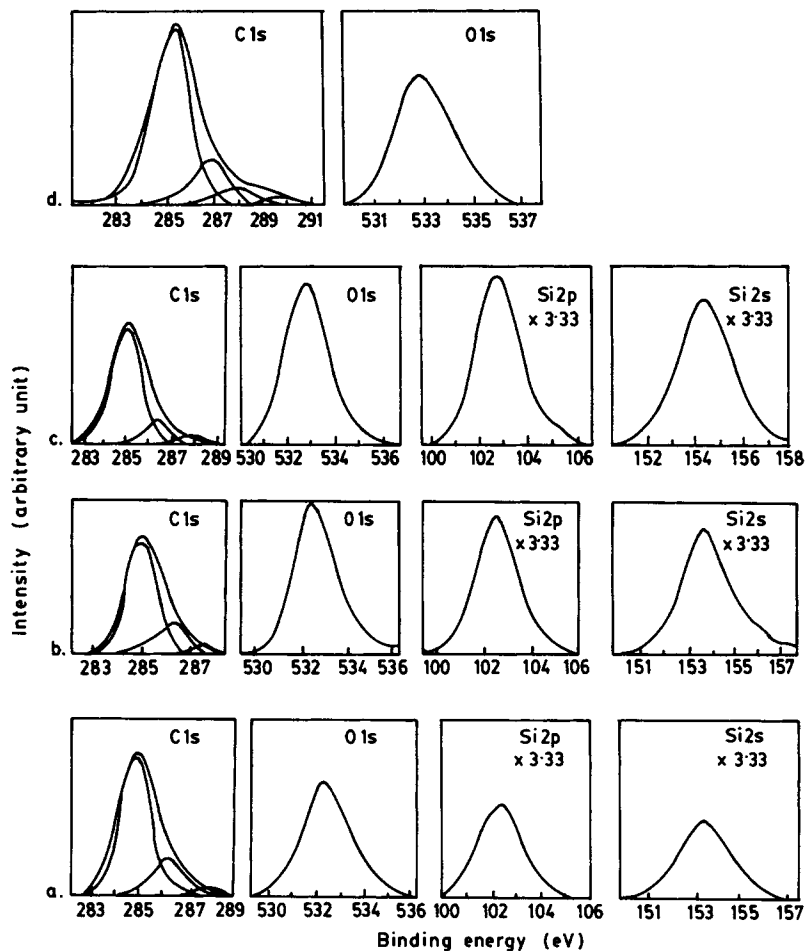 C1s O1s
d.
283 285 287 289 291 531 533 535 537
C1s O1s Si2p Si2s
× 3·33 × 3·33
c.
283 285 287 289 530 532 534 536 100 102 104 106 152 154 156 158
C1s O1s Si2p Si2s
×3·33 ×3·33
b.
283 285 287 530 532 534 536 100 102 104 106 151 153 155 157
C1s O1s Si2p Si2s
× 3·33 × 3·33
a.
283 285 287 289 530 532 534 536 100 102 104 106 151 153 155 157
Binding energy (eV)
Intensity (arbitrary unit)